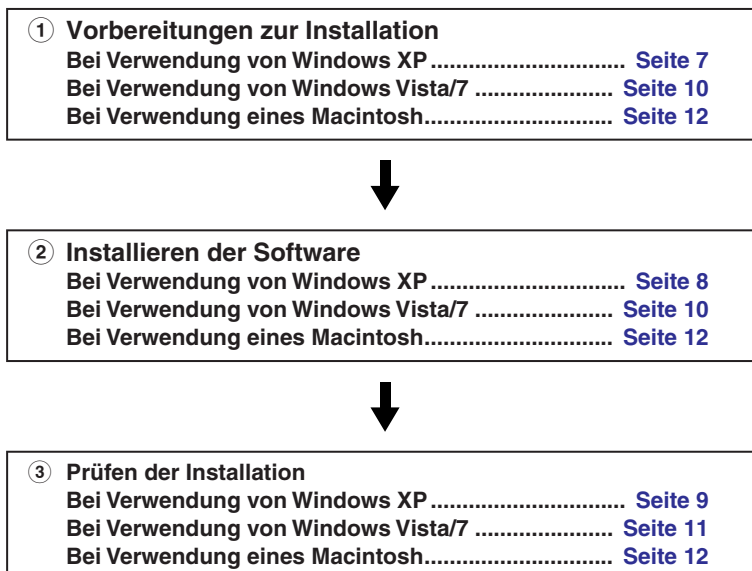 ① Vorbereitungen zur Installation
Bei Verwendung von Windows XP............................... Seite 7
Bei Verwendung von Windows Vista/7 ...................... Seite 10
Bei Verwendung eines Macintosh.............................. Seite 12
② Installieren der Software
Bei Verwendung von Windows XP............................... Seite 8
Bei Verwendung von Windows Vista/7 ...................... Seite 10
Bei Verwendung eines Macintosh.............................. Seite 12
③ Prüfen der Installation
Bei Verwendung von Windows XP............................... Seite 9
Bei Verwendung von Windows Vista/7 ...................... Seite 11
Bei Verwendung eines Macintosh.............................. Seite 12